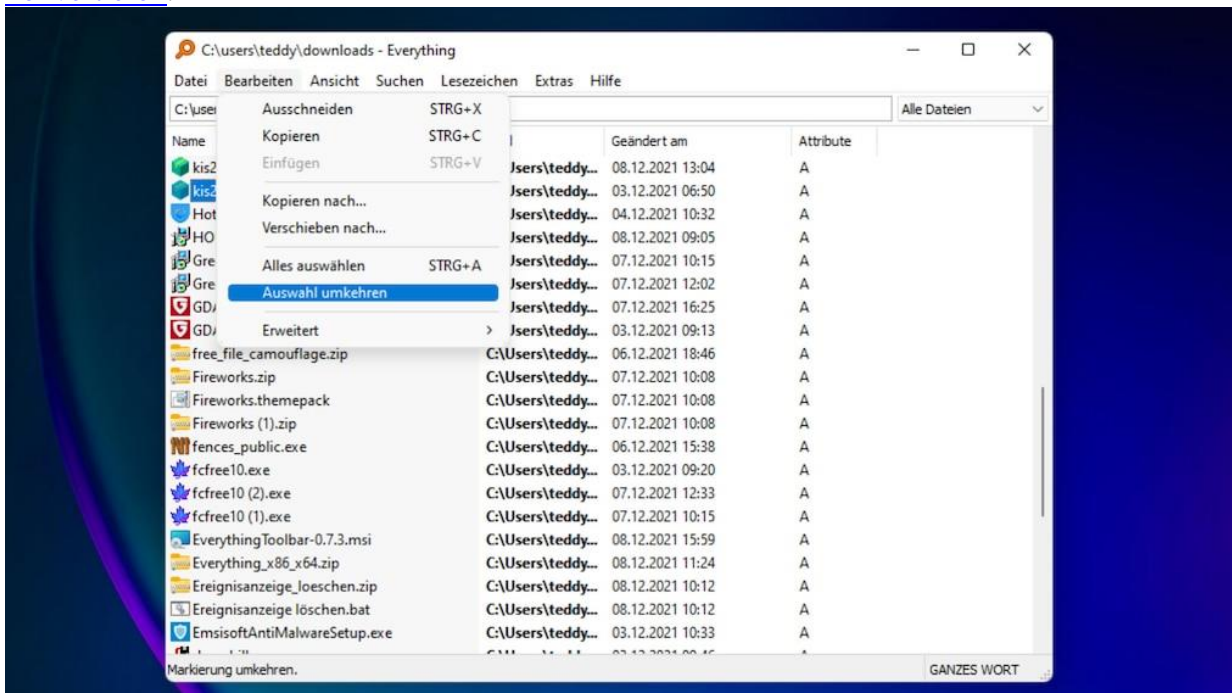 C:\users\teddy\downloads - Everything
Datei Bearbeiten Ansicht Suchen Lesezeichen Extras Hilfe
C:\user Alle Dateien
Ausschneiden STRG+X
Kopieren STRG+C
Einfügen STRG+V
Kopieren nach...
Verschieben nach...
Alles auswählen STRG+A
Auswahl umkehren
Erweitert
Name Geändert am Attribute
kis2 Users\teddy... 08.12.2021 13:04 A
kis2 Users\teddy... 03.12.2021 06:50 A
Hot Users\teddy... 04.12.2021 10:32 A
HO Users\teddy... 08.12.2021 09:05 A
Gre Users\teddy... 07.12.2021 10:15 A
Gre Users\teddy... 07.12.2021 12:02 A
GDA Users\teddy... 07.12.2021 16:25 A
GDA Users\teddy... 03.12.2021 09:13 A
free_file_camouflage.zip C:\Users\teddy... 06.12.2021 18:46 A
Fireworks.zip C:\Users\teddy... 07.12.2021 10:08 A
Fireworks.themepack C:\Users\teddy... 07.12.2021 10:08 A
Fireworks (1).zip C:\Users\teddy... 07.12.2021 10:08 A
fences_public.exe C:\Users\teddy... 06.12.2021 15:38 A
fcfree10.exe C:\Users\teddy... 03.12.2021 09:20 A
fcfree10 (2).exe C:\Users\teddy... 07.12.2021 12:33 A
fcfree10 (1).exe C:\Users\teddy... 07.12.2021 10:15 A
EverythingToolbar-0.7.3.msi C:\Users\teddy... 08.12.2021 15:59 A
Everything_x86_x64.zip C:\Users\teddy... 08.12.2021 11:24 A
Ereignisanzeige_loeschen.zip C:\Users\teddy... 08.12.2021 10:12 A
Ereignisanzeige löschen.bat C:\Users\teddy... 08.12.2021 10:12 A
EmsisoftAntiMalwareSetup.exe C:\Users\teddy... 03.12.2021 10:33 A
Markierung umkehren. GANZES WORT